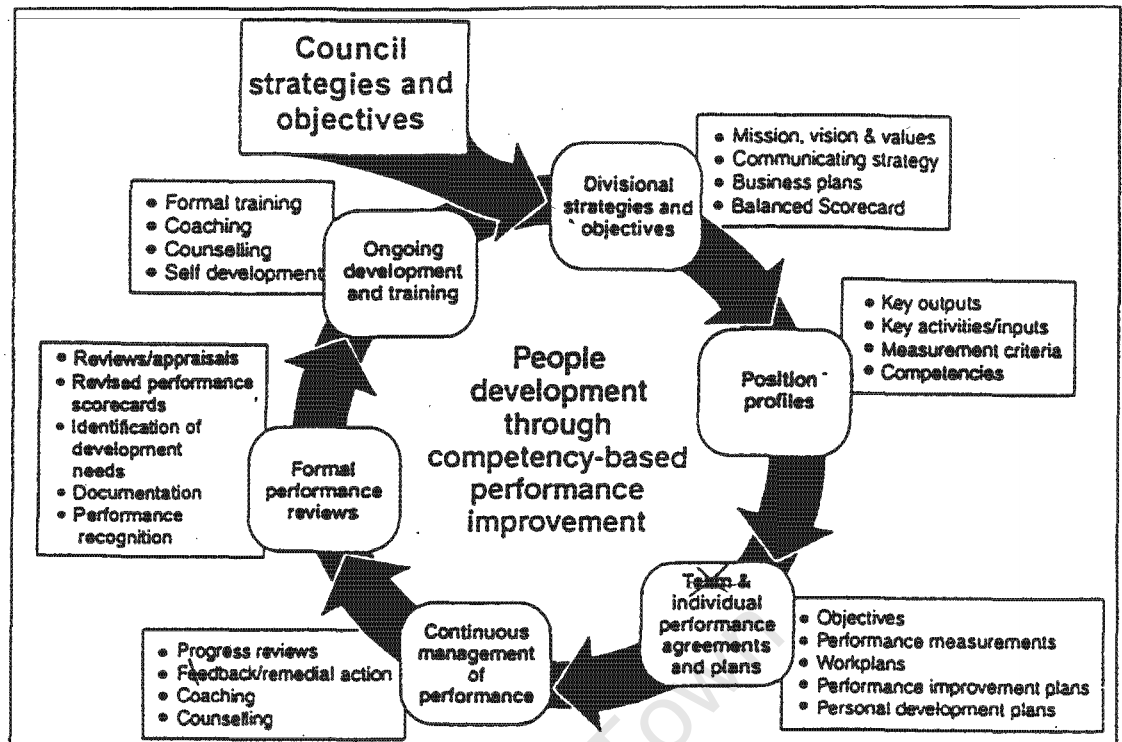 Council
strategies and
objectives
Divisional
strategies and
objectives
• Mission, vision & values
• Communicating strategy
• Business plans
• Balanced Scorecard
Position
profiles
• Key outputs
• Key activities/inputs
• Measurement criteria
• Competencies
Team &
individual
performance
agreements
and plans
• Objectives
• Performance measurements
• Workplans
• Performance improvement plans
• Personal development plans
Continuous
management
of
performance
• Progress reviews
• Feedback/remedial action
• Coaching
• Counselling
Formal
performance
reviews
• Reviews/appraisals
• Revised performance
scorecards
• Identification of
development
needs
• Documentation
• Performance
recognition
Ongoing
development
and training
• Formal training
• Coaching
• Counselling
• Self development
People
development
through
competency-based
performance
improvement
Town